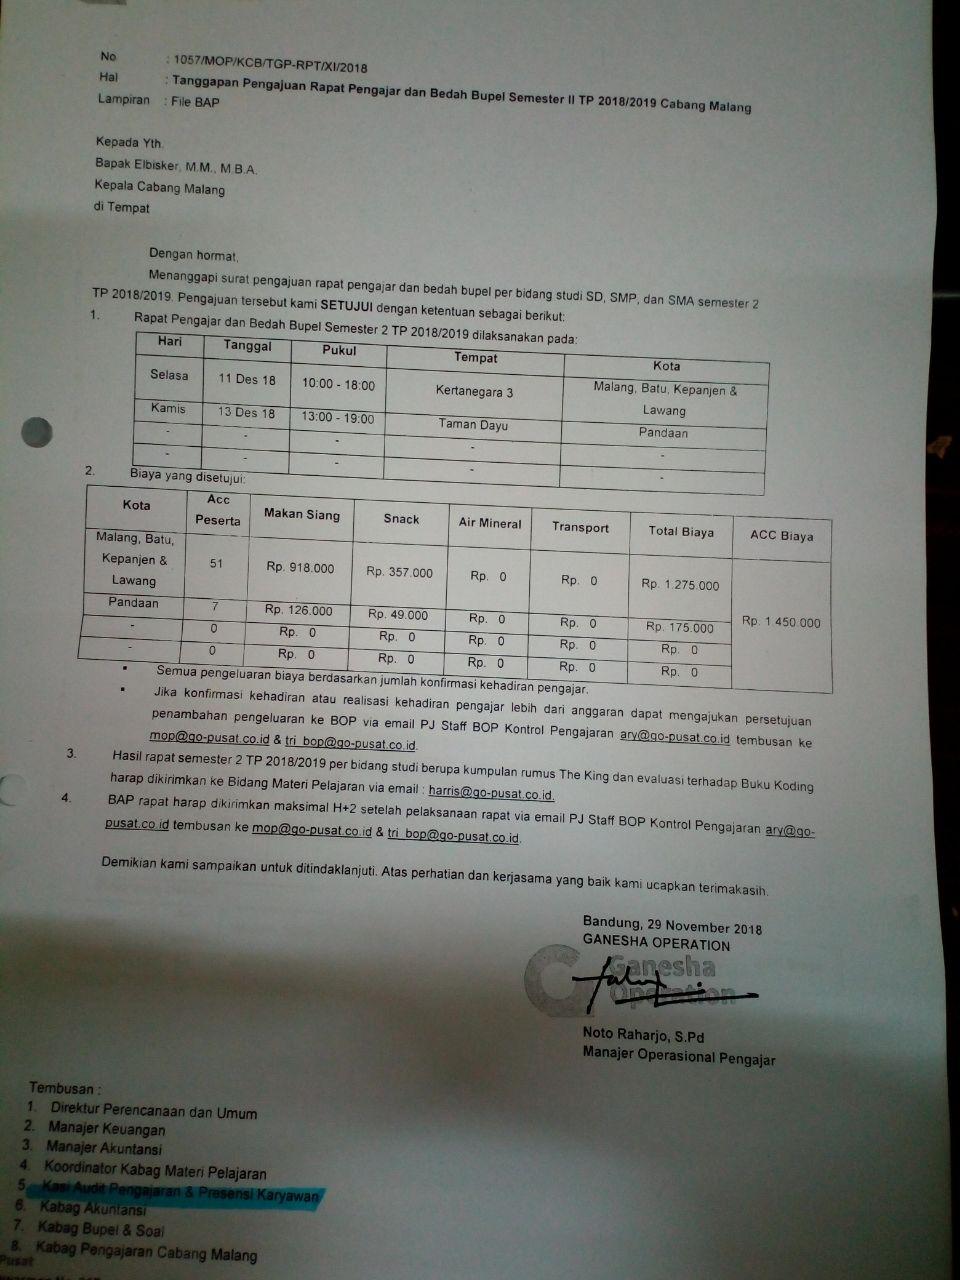 No : 1057/MOP/KCB/TGP-RPT/XI/2018
Hal : Tanggapan Pengajuan Rapat Pengajar dan Bedah Bupel Semester II TP 2018/2019 Cabang Malang
Lampiran : File BAP
Kepada Yth.
Bapak Elbisker, M.M., M.B.A.
Kepala Cabang Malang
di Tempat
Dengan hormat,
Menanggapi surat pengajuan rapat pengajar dan bedah bupel per bidang studi SD, SMP, dan SMA semester 2
TP 2018/2019. Pengajuan tersebut kami SETUJUI dengan ketentuan sebagai berikut:
1. Rapat Pengajar dan Bedah Bupel Semester 2 TP 2018/2019 dilaksanakan pada:
Hari Tanggal Pukul Tempat Kota
Selasa 11 Des 18 10:00 - 18:00 Kertanegara 3 Malang, Batu, Kepanjen &
Lawang
Kamis 13 Des 18 13:00 - 19:00 Taman Dayu Pandaan
- - - - -
- - - - -
2. Biaya yang disetujui:
Kota Acc Peserta Makan Siang Snack Air Mineral Transport Total Biaya ACC Biaya
Malang, Batu,
Kepanjen & 51 Rp. 918.000 Rp. 357.000 Rp. 0 Rp. 0 Rp. 1.275.000
Lawang
Pandaan 7 Rp. 126.000 Rp. 49.000 Rp. 0 Rp. 0 Rp. 175.000 Rp. 1.450.000
- 0 Rp. 0 Rp. 0 Rp. 0 Rp. 0 Rp. 0
- 0 Rp. 0 Rp. 0 Rp. 0 Rp. 0 Rp. 0
▪ Semua pengeluaran biaya berdasarkan jumlah konfirmasi kehadiran pengajar.
▪ Jika konfirmasi kehadiran atau realisasi kehadiran pengajar lebih dari anggaran dapat mengajukan persetujuan
penambahan pengeluaran ke BOP via email PJ Staff BOP Kontrol Pengajaran ary@go-pusat.co.id tembusan ke
mop@go-pusat.co.id & tri_bop@go-pusat.co.id.
3. Hasil rapat semester 2 TP 2018/2019 per bidang studi berupa kumpulan rumus The King dan evaluasi terhadap Buku Koding
harap dikirimkan ke Bidang Materi Pelajaran via email : harris@go-pusat.co.id.
4. BAP rapat harap dikirimkan maksimal H+2 setelah pelaksanaan rapat via email PJ Staff BOP Kontrol Pengajaran ary@go-
pusat.co.id tembusan ke mop@go-pusat.co.id & tri_bop@go-pusat.co.id.
Demikian kami sampaikan untuk ditindaklanjuti. Atas perhatian dan kerjasama yang baik kami ucapkan terimakasih.
Bandung, 29 November 2018
GANESHA OPERATION
Ganesha
Operation
Noto Raharjo, S.Pd
Manajer Operasional Pengajar
Tembusan :
1. Direktur Perencanaan dan Umum
2. Manajer Keuangan
3. Manajer Akuntansi
4. Koordinator Kabag Materi Pelajaran
5. Kasi Audit Pengajaran & Presensi Karyawan
6. Kabag Akuntansi
7. Kabag Bupel & Soal
8. Kabag Pengajaran Cabang Malang
Pusat